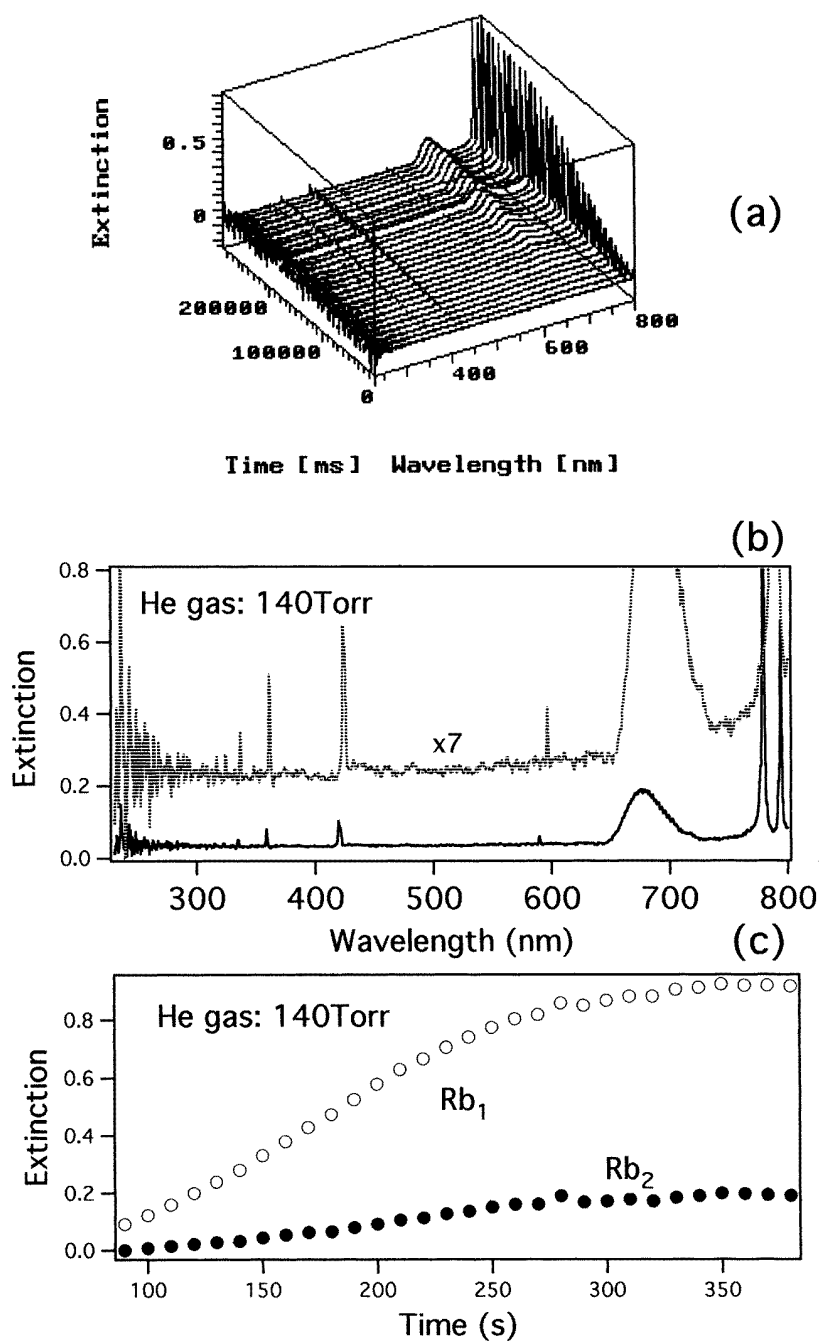 Extinction
0.5
0
(a)
200000
100000
0
400
600
800
Time [ms] Wavelength [nm]
(b)
Extinction
0.8
0.6
0.4
0.2
0.0
He gas: 140Torr
x7
300 400 500 600 700 800
Wavelength (nm)
(c)
Extinction
0.8
0.6
0.4
0.2
0.0
He gas: 140Torr
Rb1
Rb2
100 150 200 250 300 350
Time (s)